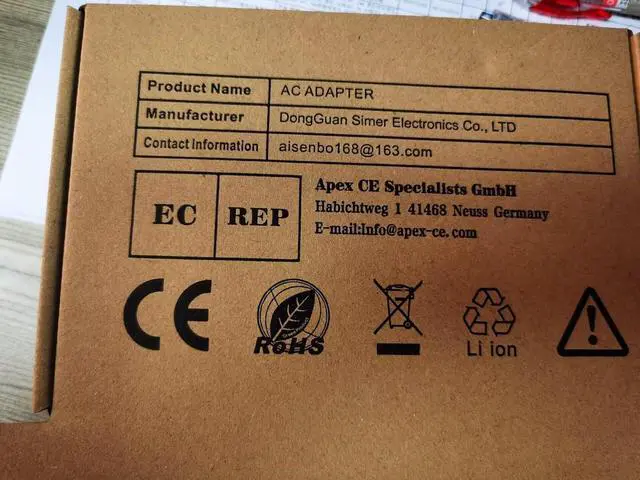 Product Name AC ADAPTER
Manufacturer DongGuan Simer Electronics Co., LTD
Contact Information aisenbo168@163.com
EC REP
Apex CE Specialists GmbH
Habichtweg 1 41468 Neuss Germany
E-mail:Info@apex-ce.com
CE
RoHS
Li ion